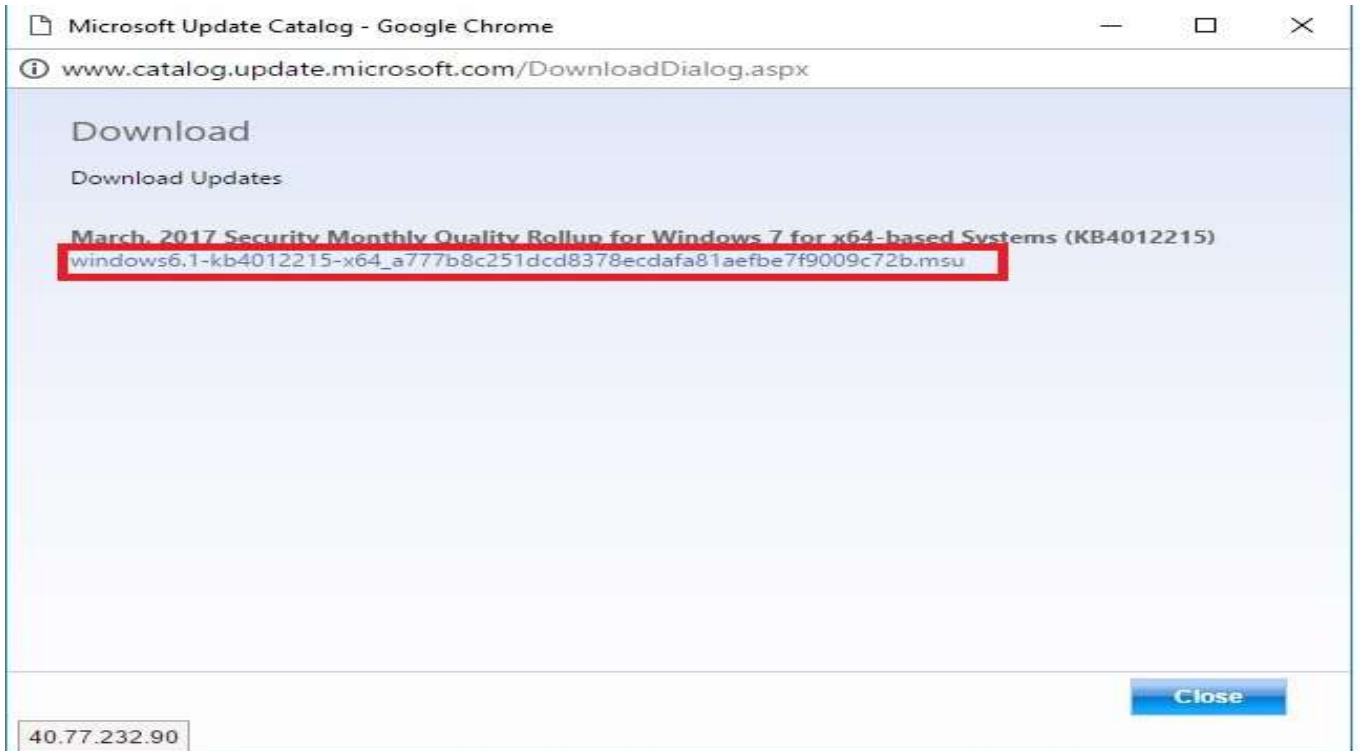 Microsoft Update Catalog - Google Chrome
www.catalog.update.microsoft.com/DownloadDialog.aspx
Download
Download Updates
March, 2017 Security Monthly Quality Rollup for Windows 7 for x64-based Systems (KB4012215)
windows6.1-kb4012215-x64_a777b8c251dcd8378ecdafa81aefbe7f9009c72b.msu
Close
40.77.232.90